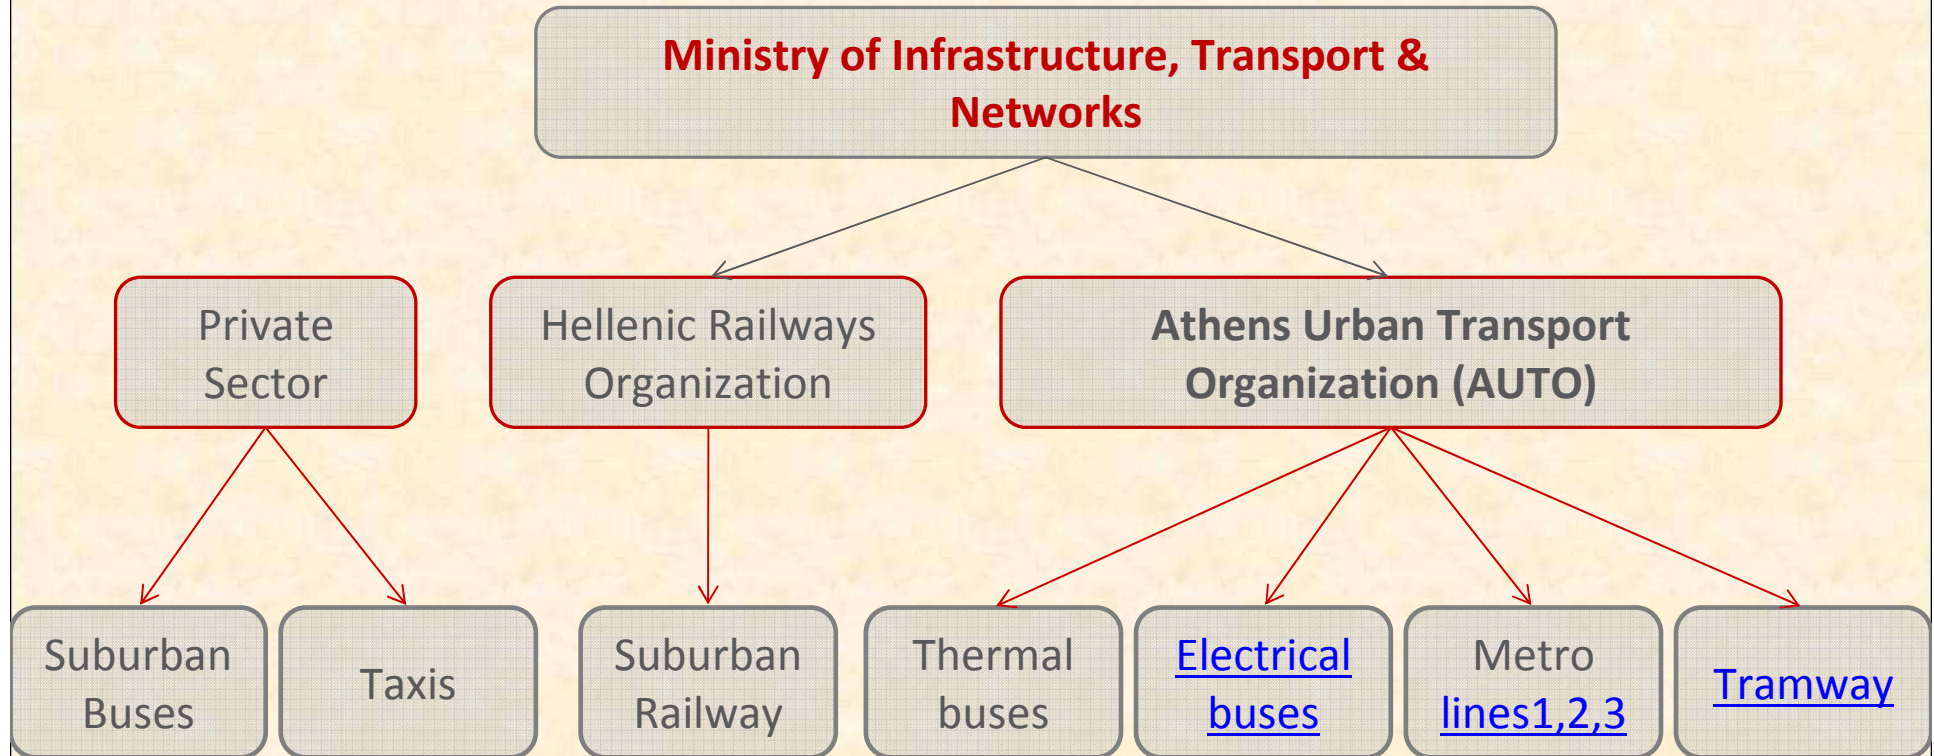 Ministry of Infrastructure, Transport &
Networks
Private
Sector
Hellenic Railways
Organization
Athens Urban Transport
Organization (AUTO)
Suburban
Buses
Taxis
Suburban
Railway
Thermal
buses
Electrical
buses
Metro
lines1,2,3
Tramway